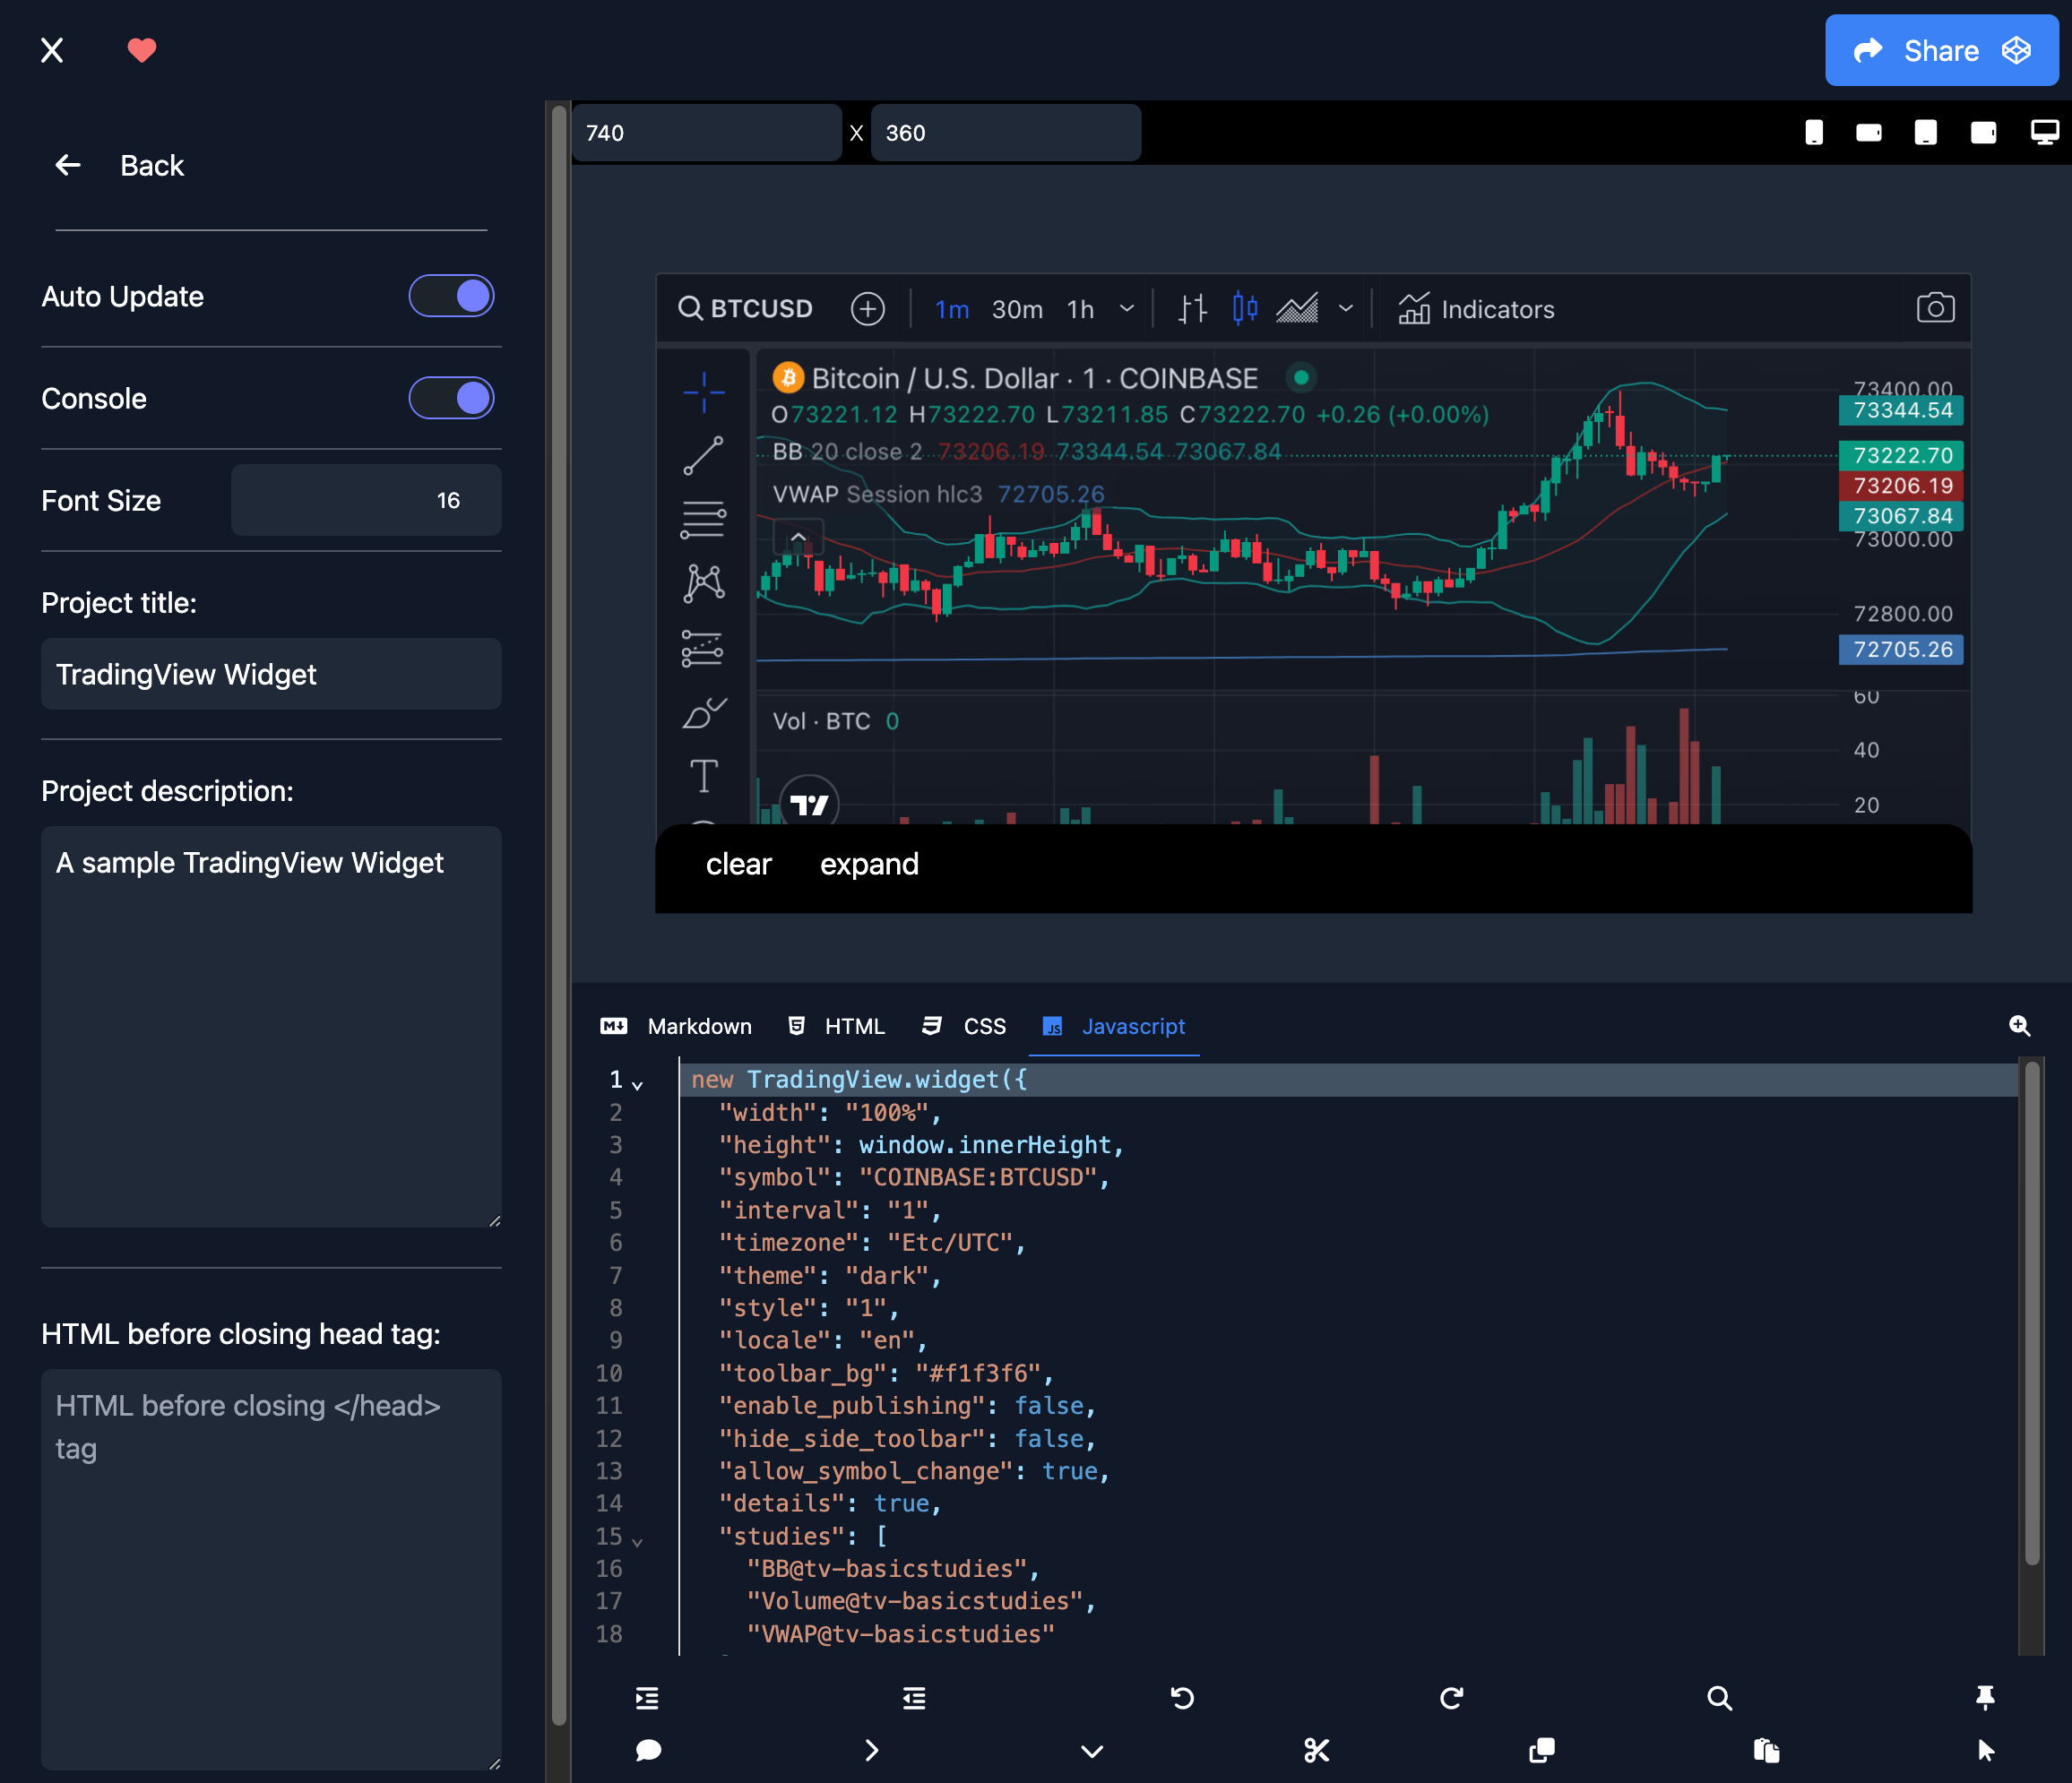 Share
Back
Auto Update
Console
Font Size
16
Project title:
TradingView Widget
Project description:
A sample TradingView Widget
HTML before closing head tag:
HTML before closing </head>
tag
740 X 360
BTCUSD 1m 30m 1h Indicators
Bitcoin / U.S. Dollar · 1 · COINBASE
O73221.12 H73222.70 L73211.85 C73222.70 +0.26 (+0.00%)
BB 20 close 2 73206.19 73344.54 73067.84
VWAP Session hlc3 72705.26
73400.00
73344.54
73222.70
73206.19
73067.84
73000.00
72800.00
72705.26
Vol · BTC 0
60
40
20
clear expand
M↓ Markdown HTML CSS JS Javascript
1 new TradingView.widget({
2 "width": "100%",
3 "height": window.innerHeight,
4 "symbol": "COINBASE:BTCUSD",
5 "interval": "1",
6 "timezone": "Etc/UTC",
7 "theme": "dark",
8 "style": "1",
9 "locale": "en",
10 "toolbar_bg": "#f1f3f6",
11 "enable_publishing": false,
12 "hide_side_toolbar": false,
13 "allow_symbol_change": true,
14 "details": true,
15 "studies": [
16 "BB@tv-basicstudies",
17 "Volume@tv-basicstudies",
18 "VWAP@tv-basicstudies"